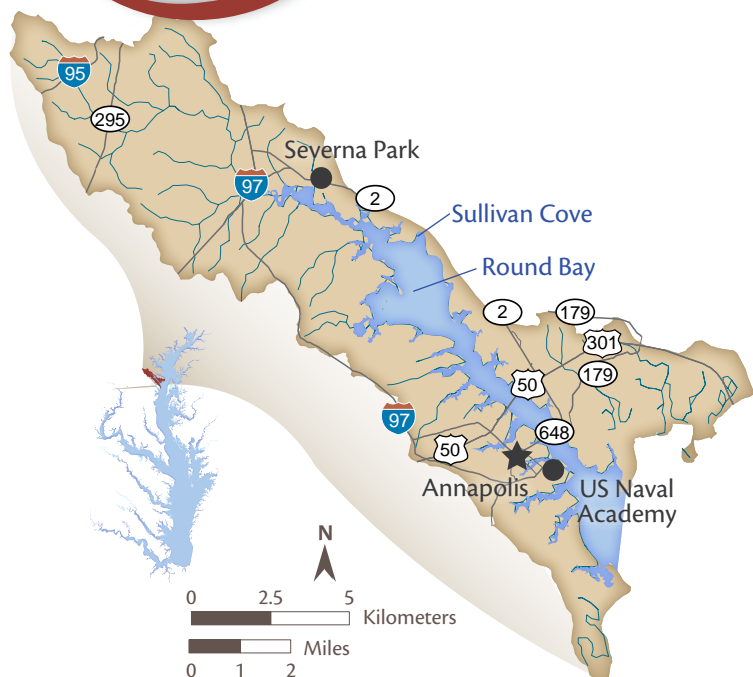 95
295
Severna Park
97
2
Sullivan Cove
Round Bay
2
179
301
50
179
97
648
50
Annapolis
US Naval
Academy
N
0 2.5 5
Kilometers
Miles
0 1 2